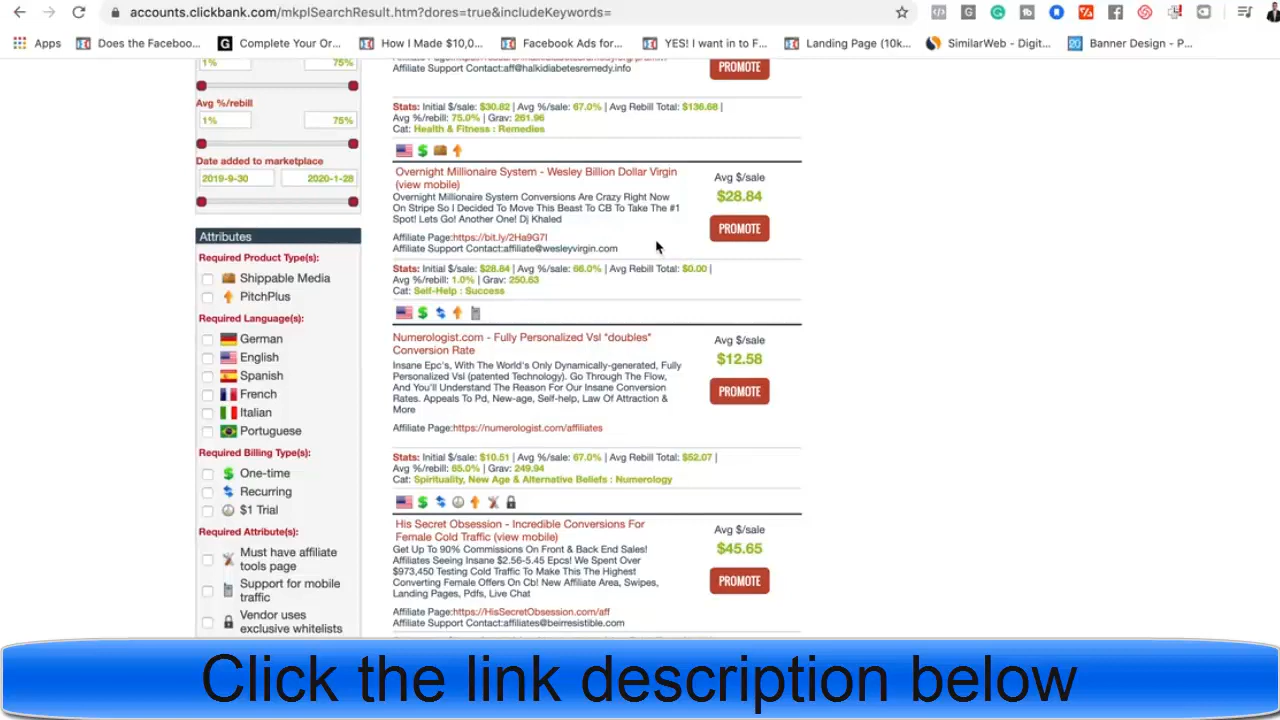 accounts.clickbank.com/mkplSearchResult.htm?dores=true&includeKeywords=
Apps
Does the Faceboo...
Complete Your Or...
How I Made $10,0...
Facebook Ads for...
YES! I want in to F...
Landing Page (10k...
SimilarWeb - Digit...
Banner Design - P...
1% 75%
Avg %/rebill
1% 75%
Date added to marketplace
2019-9-30 2020-1-28
Attributes
Required Product Type(s):
Shippable Media
PitchPlus
Required Language(s):
German
English
Spanish
French
Italian
Portuguese
Required Billing Type(s):
One-time
Recurring
$1 Trial
Required Attribute(s):
Must have affiliate
tools page
Support for mobile
traffic
Vendor uses
exclusive whitelists
Affiliate Support Contact:aff@halkidiabetesremedy.info
PROMOTE
Stats: Initial $/sale: $30.82 | Avg %/sale: 67.0% | Avg Rebill Total: $136.68 |
Avg %/rebill: 75.0% | Grav: 261.96
Cat: Health & Fitness : Remedies
Overnight Millionaire System - Wesley Billion Dollar Virgin
(view mobile)
Overnight Millionaire System Conversions Are Crazy Right Now
On Stripe So I Decided To Move This Beast To CB To Take The #1
Spot! Lets Go! Another One! Dj Khaled
Affiliate Page:https://bit.ly/2Ha9G7I
Affiliate Support Contact:affiliate@wesleyvirgin.com
Avg $/sale
$28.84
PROMOTE
Stats: Initial $/sale: $28.84 | Avg %/sale: 66.0% | Avg Rebill Total: $0.00 |
Avg %/rebill: 1.0% | Grav: 250.63
Cat: Self-Help : Success
Numerologist.com - Fully Personalized Vsl *doubles*
Conversion Rate
Insane Epc's, With The World's Only Dynamically-generated, Fully
Personalized Vsl (patented Technology). Go Through The Flow,
And You'll Understand The Reason For Our Insane Conversion
Rates. Appeals To Pd, New-age, Self-help, Law Of Attraction &
More
Affiliate Page:https://numerologist.com/affiliates
Avg $/sale
$12.58
PROMOTE
Stats: Initial $/sale: $10.51 | Avg %/sale: 67.0% | Avg Rebill Total: $52.07 |
Avg %/rebill: 65.0% | Grav: 249.94
Cat: Spirituality, New Age & Alternative Beliefs : Numerology
His Secret Obsession - Incredible Conversions For
Female Cold Traffic (view mobile)
Get Up To 90% Commissions On Front & Back End Sales!
Affiliates Seeing Insane $2.56-5.45 Epcs! We Spent Over
$973,450 Testing Cold Traffic To Make This The Highest
Converting Female Offers On Cb! New Affiliate Area, Swipes,
Landing Pages, Pdfs, Live Chat
Affiliate Page:https://HisSecretObsession.com/aff
Affiliate Support Contact:affiliates@beirresistible.com
Avg $/sale
$45.65
PROMOTE
Click the link description below